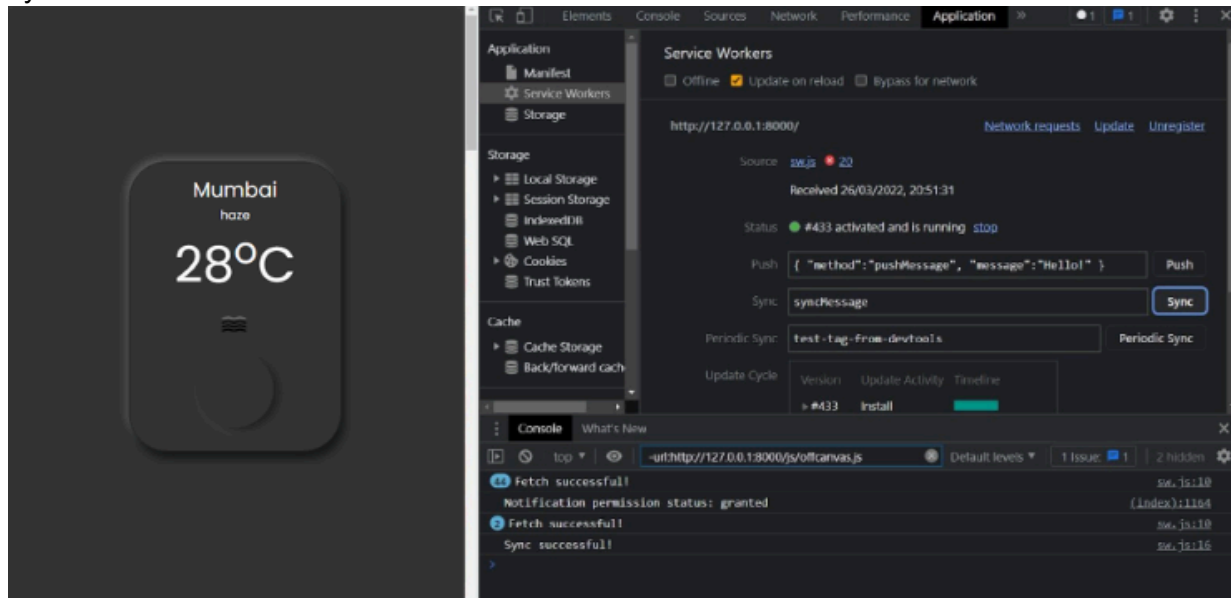 Mumbai
haze
28°C
Elements Console Sources Network Performance Application » 1 1
Application
Manifest
Service Workers
Storage
Storage
Local Storage
Session Storage
IndexedDB
Web SQL
Cookies
Trust Tokens
Cache
Cache Storage
Back/forward cach
Service Workers
Offline Update on reload Bypass for network
http://127.0.0.1:8000/ Network requests Update Unregister
Source sw.js 20
Received 26/03/2022, 20:51:31
Status #433 activated and is running stop
Push { "method":"pushMessage", "message":"Hello!" } Push
Sync syncMessage Sync
Periodic Sync test-tag-from-devtools Periodic Sync
Update Cycle Version Update Activity Timeline
#433 Install
Console What's New
top -url:http://127.0.0.1:8000/js/offcanvas.js Default levels 1 Issue: 1 2 hidden
44 Fetch successful! sw.js:10
Notification permission status: granted (index):1164
2 Fetch successful! sw.js:10
Sync successful! sw.js:16